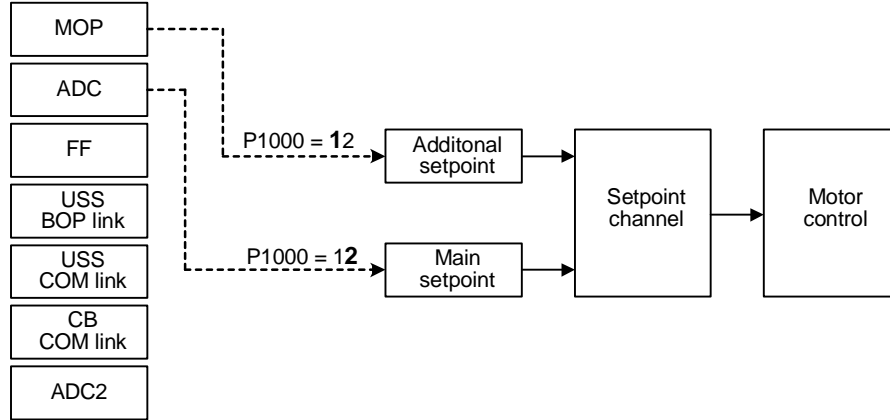 MOP
ADC
FF
USS
BOP link
USS
COM link
CB
COM link
ADC2
P1000 = 12
P1000 = 12
Additonal
setpoint
Main
setpoint
Setpoint
channel
Motor
control